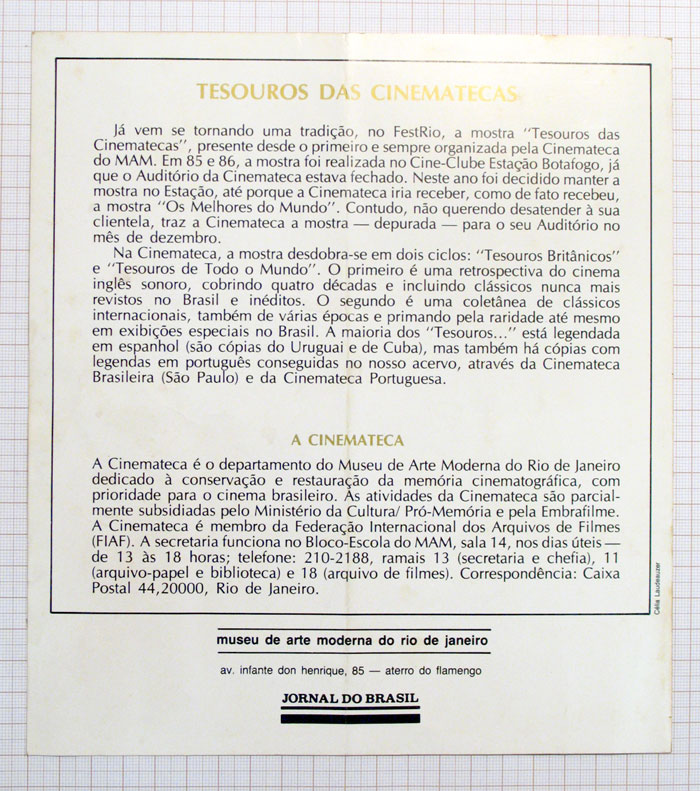 TESOUROS DAS CINEMATECAS
Já vem se tornando uma tradição, no FestRio, a mostra "Tesouros das
Cinematecas", presente desde o primeiro e sempre organizada pela Cinemateca
do MAM. Em 85 e 86, a mostra foi realizada no Cine-Clube Estação Botafogo, já
que o Auditório da Cinemateca estava fechado. Neste ano foi decidido manter a
mostra no Estação, até porque a Cinemateca iria receber, como de fato recebeu,
a mostra "Os Melhores do Mundo". Contudo, não querendo desatender à sua
clientela, traz a Cinemateca a mostra — depurada — para o seu Auditório no
mês de dezembro.
Na Cinemateca, a mostra desdobra-se em dois ciclos: "Tesouros Britânicos"
e "Tesouros de Todo o Mundo". O primeiro é uma retrospectiva do cinema
inglês sonoro, cobrindo quatro décadas e incluindo clássicos nunca mais
revistos no Brasil e inéditos. O segundo é uma coletânea de clássicos
internacionais, também de várias épocas e primando pela raridade até mesmo
em exibições especiais no Brasil. A maioria dos "Tesouros..." está legendada
em espanhol (são cópias do Uruguai e de Cuba), mas também há cópias com
legendas em português conseguidas no nosso acervo, através da Cinemateca
Brasileira (São Paulo) e da Cinemateca Portuguesa.
A CINEMATECA
A Cinemateca é o departamento do Museu de Arte Moderna do Rio de Janeiro
dedicado à conservação e restauração da memória cinematográfica, com
prioridade para o cinema brasileiro. As atividades da Cinemateca são parcial-
mente subsidiadas pelo Ministério da Cultura/ Pró-Memória e pela Embrafilme.
A Cinemateca é membro da Federação Internacional dos Arquivos de Filmes
(FIAF). A secretaria funciona no Bloco-Escola do MAM, sala 14, nos dias úteis —
de 13 às 18 horas; telefone: 210-2188, ramais 13 (secretaria e chefia), 11
(arquivo-papel e biblioteca) e 18 (arquivo de filmes). Correspondência: Caixa
Postal 44,20000, Rio de Janeiro.
Célia Laudeauzer
museu de arte moderna do rio de janeiro
av. infante don henrique, 85 — aterro do flamengo
JORNAL DO BRASIL